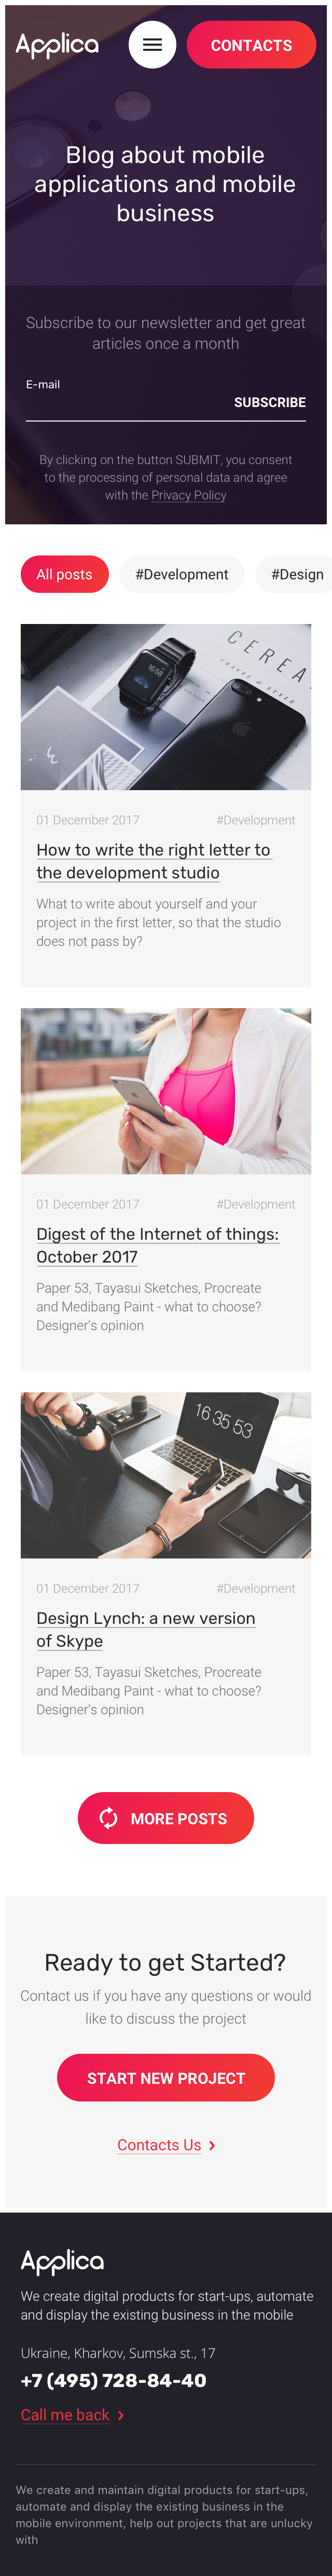 Applica
CONTACTS
Blog about mobile
applications and mobile
business
Subscribe to our newsletter and get great
articles once a month
E-mail
SUBSCRIBE
By clicking on the button SUBMIT, you consent
to the processing of personal data and agree
with the Privacy Policy
All posts
#Development
#Design
CEREA
TRAVEL & STYLE
16:58
01 December 2017
#Development
How to write the right letter to
the development studio
What to write about yourself and your
project in the first letter, so that the studio
does not pass by?
01 December 2017
#Development
Digest of the Internet of things:
October 2017
Paper 53, Tayasui Sketches, Procreate
and Medibang Paint - what to choose?
Designer's opinion
16 35 53
01 December 2017
#Development
Design Lynch: a new version
of Skype
Paper 53, Tayasui Sketches, Procreate
and Medibang Paint - what to choose?
Designer's opinion
MORE POSTS
Ready to get Started?
Contact us if you have any questions or would
like to discuss the project
START NEW PROJECT
Contacts Us
Applica
We create digital products for start-ups, automate
and display the existing business in the mobile
Ukraine, Kharkov, Sumska st., 17
+7 (495) 728-84-40
Call me back
We create and maintain digital products for start-ups,
automate and display the existing business in the
mobile environment, help out projects that are unlucky
with